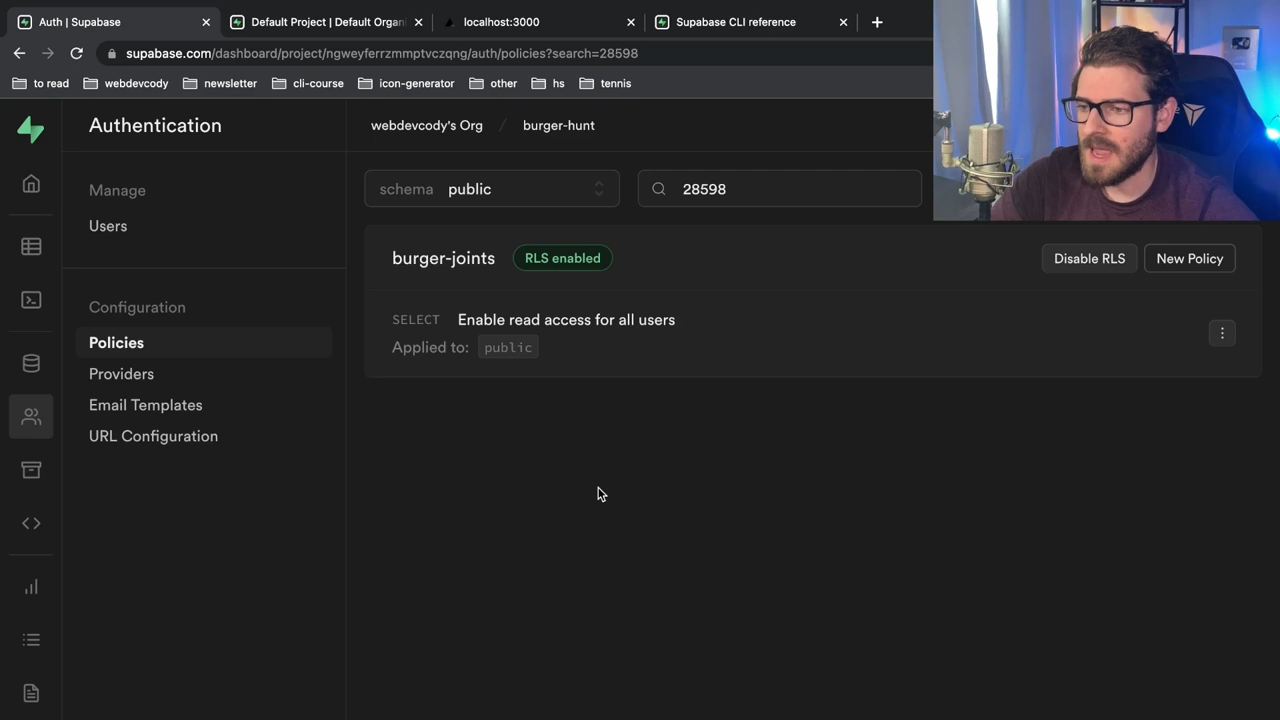 Auth | Supabase
Default Project | Default Organi
localhost:3000
Supabase CLI reference
supabase.com/dashboard/project/ngweyferrzmmptvczqng/auth/policies?search=28598
to read
webdevcody
newsletter
cli-course
icon-generator
other
hs
tennis
Authentication
webdevcody's Org / burger-hunt
Manage
Users
Configuration
Policies
Providers
Email Templates
URL Configuration
schema public
28598
burger-joints RLS enabled
Disable RLS
New Policy
SELECT Enable read access for all users
Applied to: public